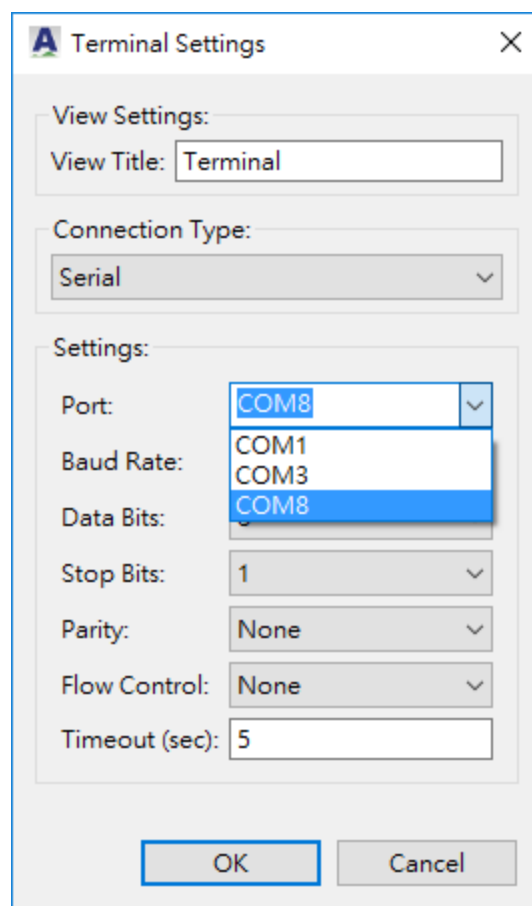 Terminal Settings
View Settings:
View Title: Terminal
Connection Type:
Serial
Settings:
Port: COM8
COM1
Baud Rate:
COM3
COM8
Data Bits:
Stop Bits: 1
Parity: None
Flow Control: None
Timeout (sec): 5
OK Cancel